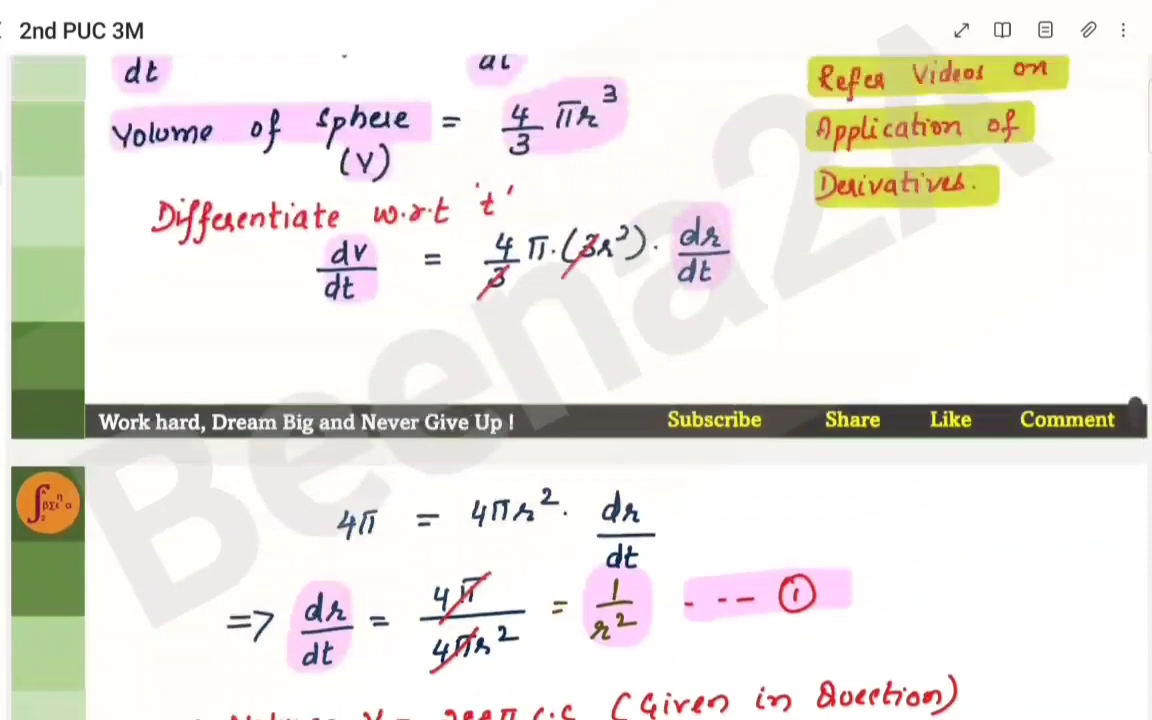 2nd PUC 3M
dt
Refer Videos on
Volume of Sphere = 4/3 πr³
(V)
Application of
Derivatives.
Differentiate w.r.t 't'
dv/dt = 4/3 π·(3r²)· dr/dt
Work hard, Dream Big and Never Give Up ! Subscribe Share Like Comment
4π = 4πr²· dr/dt
=> dr/dt = 4π/4πr² = 1/r² --- ①
(Given in Question)
Beena2A